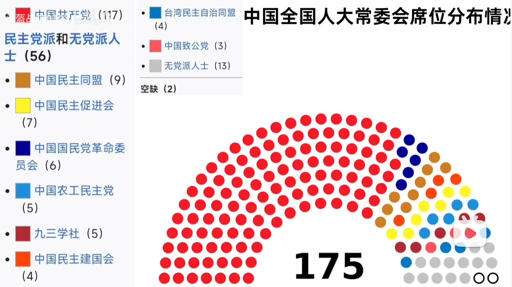 中国共产党 (117)
民主党派和无党派人
士 (56)
中国民主同盟 (9)
中国民主促进会
(7)
中国国民党革命委
员会 (6)
中国农工民主党
(5)
九三学社 (5)
中国民主建国会
(4)
台湾民主自治同盟
(4)
中国致公党 (3)
无党派人士 (13)
空缺 (2)
中国全国人大常委会席位分布情况
175